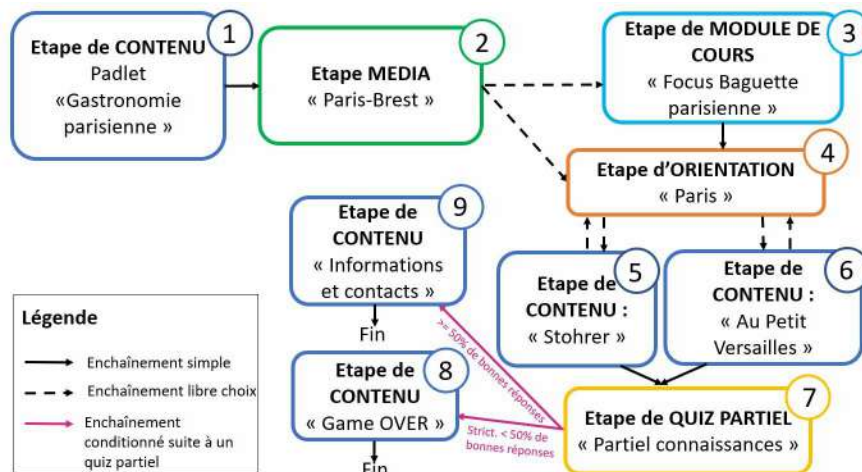 1
Etape de CONTENU
Padlet
«Gastronomie
parisienne »
2
Etape MEDIA
« Paris-Brest »
3
Etape de MODULE DE
COURS
« Focus Baguette
parisienne »
4
Etape d’ORIENTATION
« Paris »
9
Etape de
CONTENU
« Informations
et contacts »
Fin
5
Etape de
CONTENU :
« Stohrer »
6
Etape de
CONTENU :
« Au Petit
Versailles »
8
Etape de
CONTENU
« Game OVER »
Fin
7
Etape de QUIZ PARTIEL
« Partiel connaissances »
>= 50% de bonnes réponses
Strict. < 50% de
bonnes réponses
Légende
Enchaînement simple
Enchaînement libre choix
Enchaînement
conditionné suite à un
quiz partiel